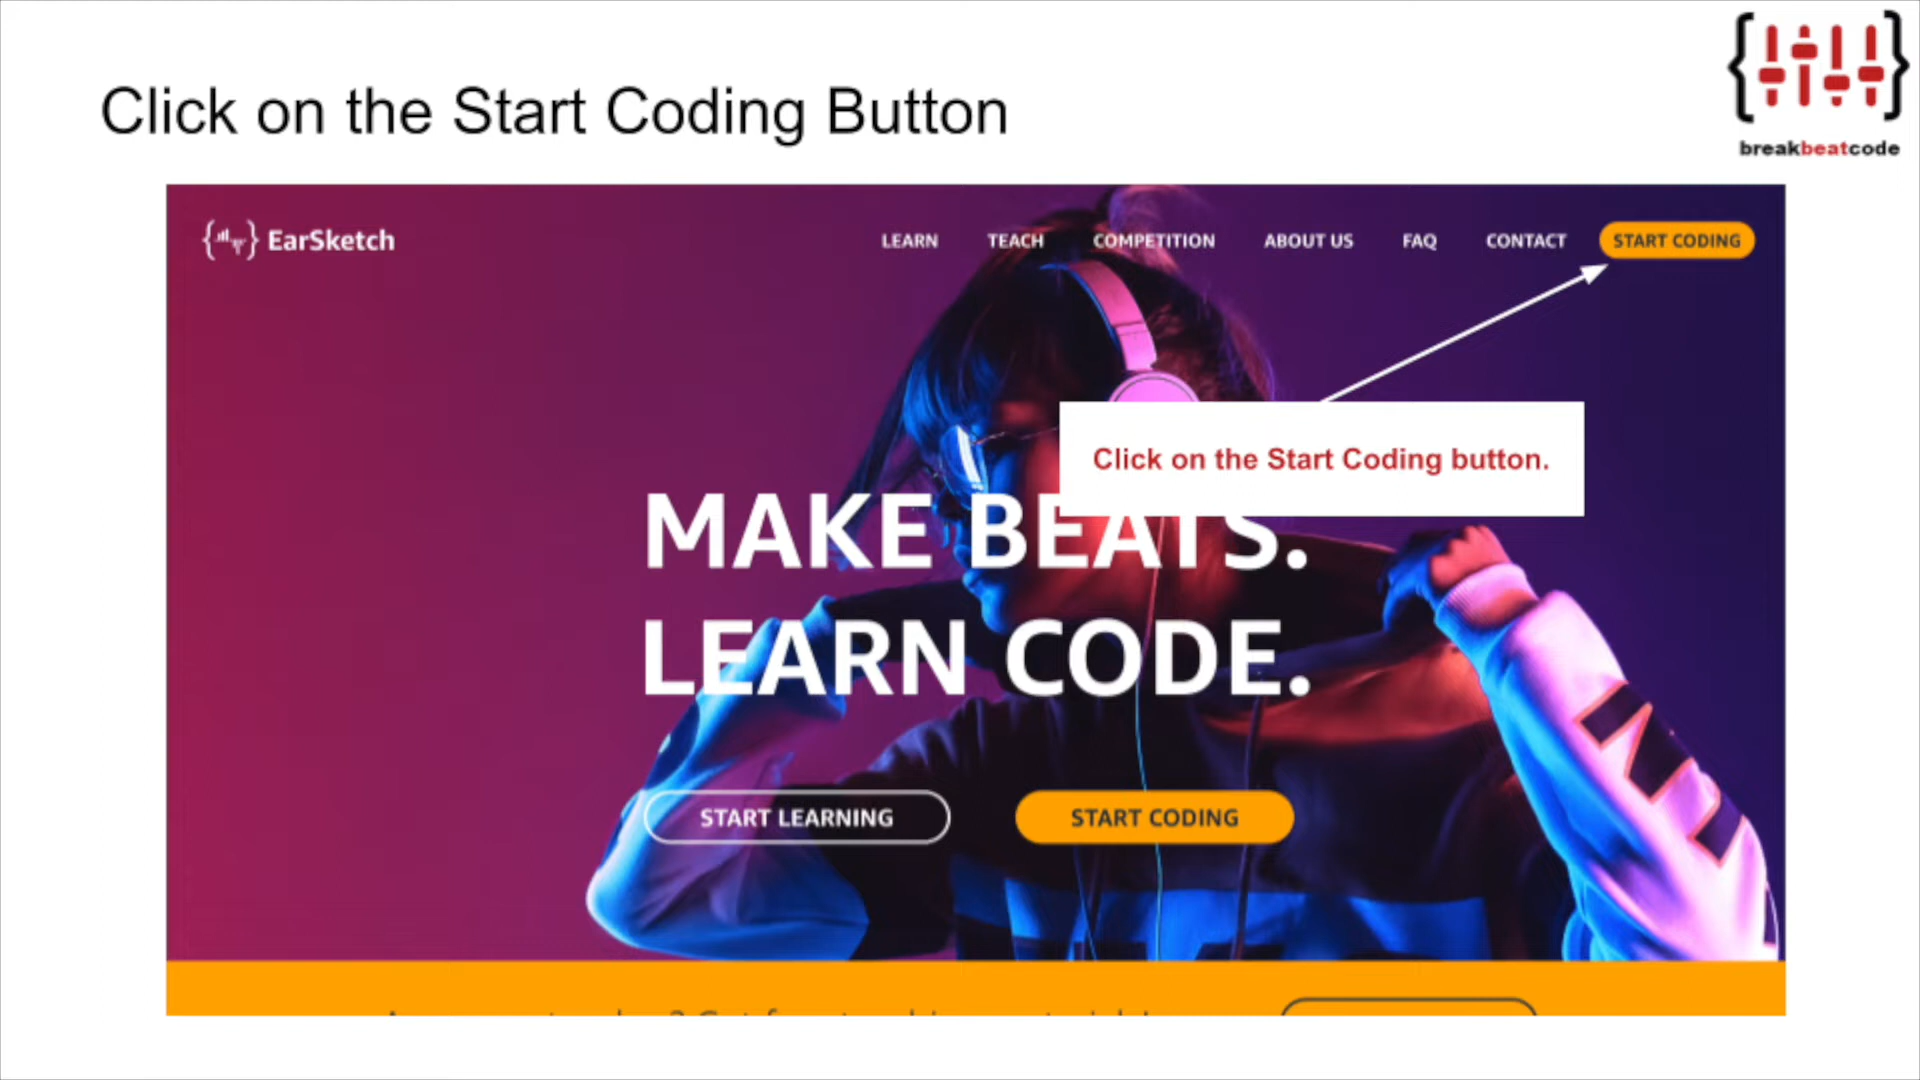 Click on the Start Coding Button
breakbeatcode
EarSketch
LEARN TEACH COMPETITION ABOUT US FAQ CONTACT START CODING
Click on the Start Coding button.
MAKE BEATS.
LEARN CODE.
START LEARNING START CODING